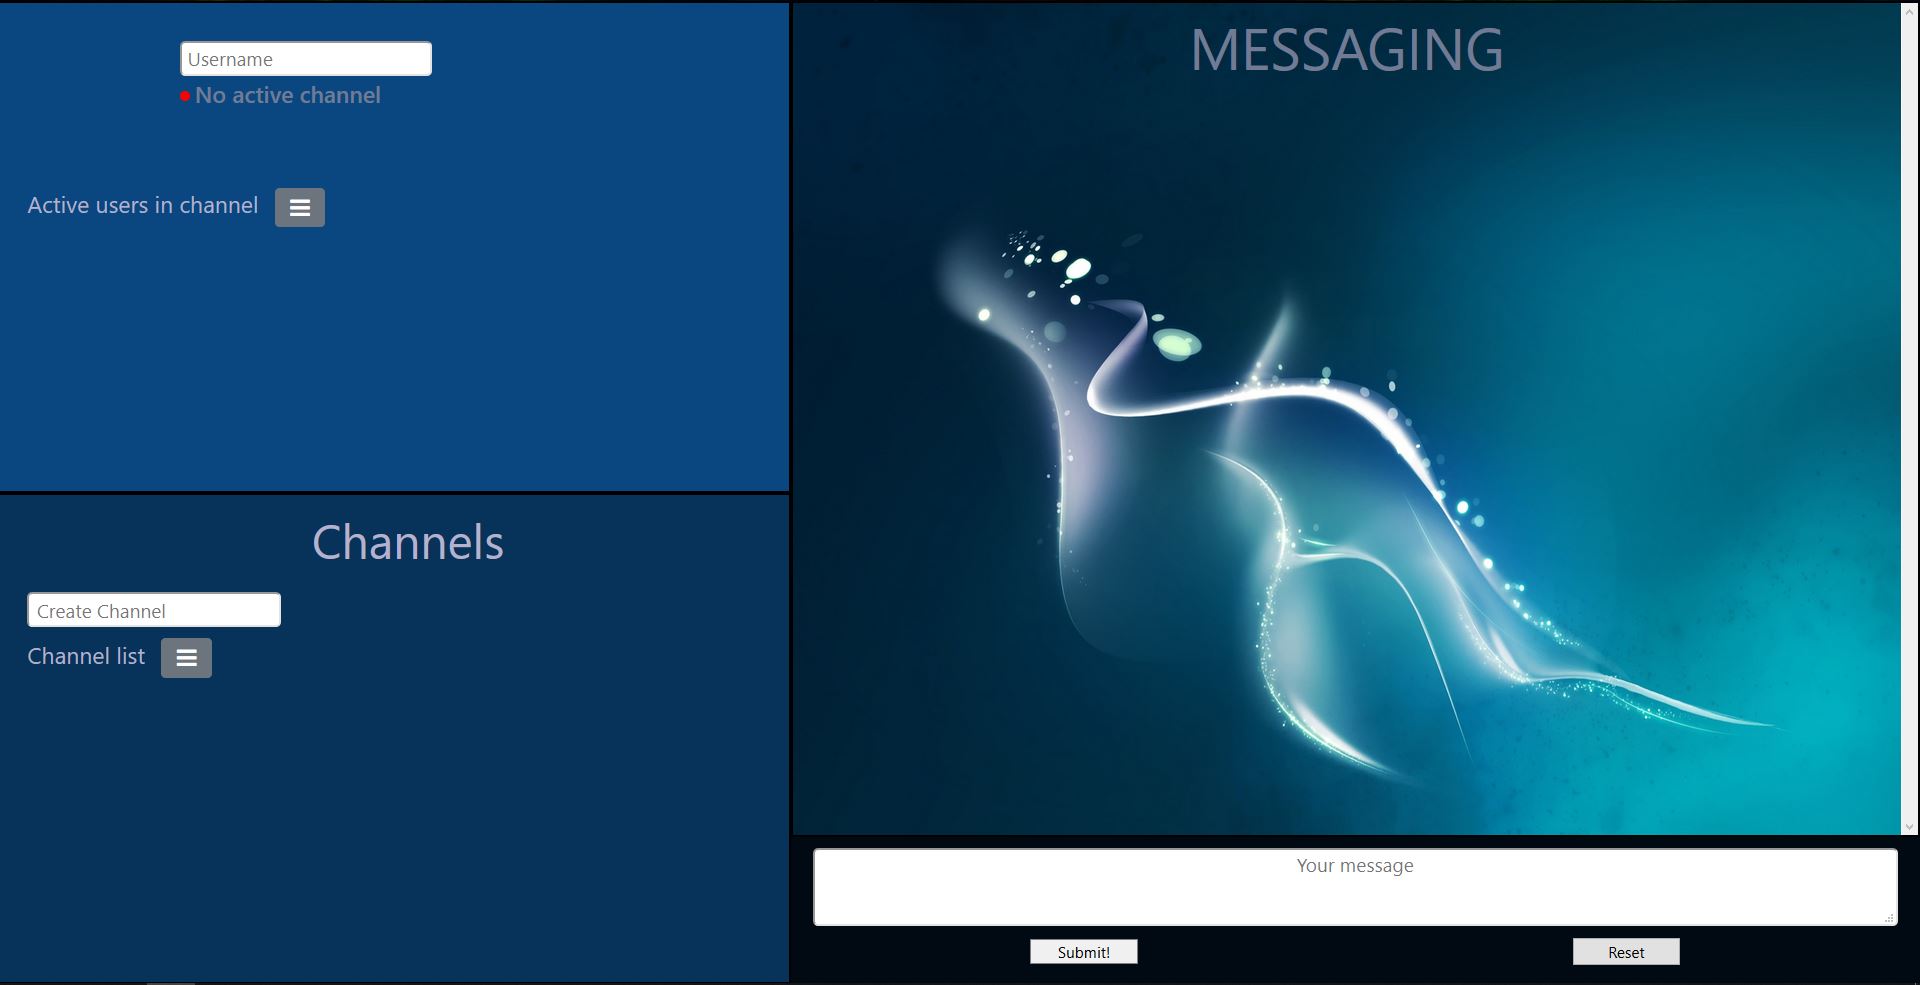 Username
No active channel
Active users in channel
Channels
Create Channel
Channel list
MESSAGING
Your message
Submit!
Reset